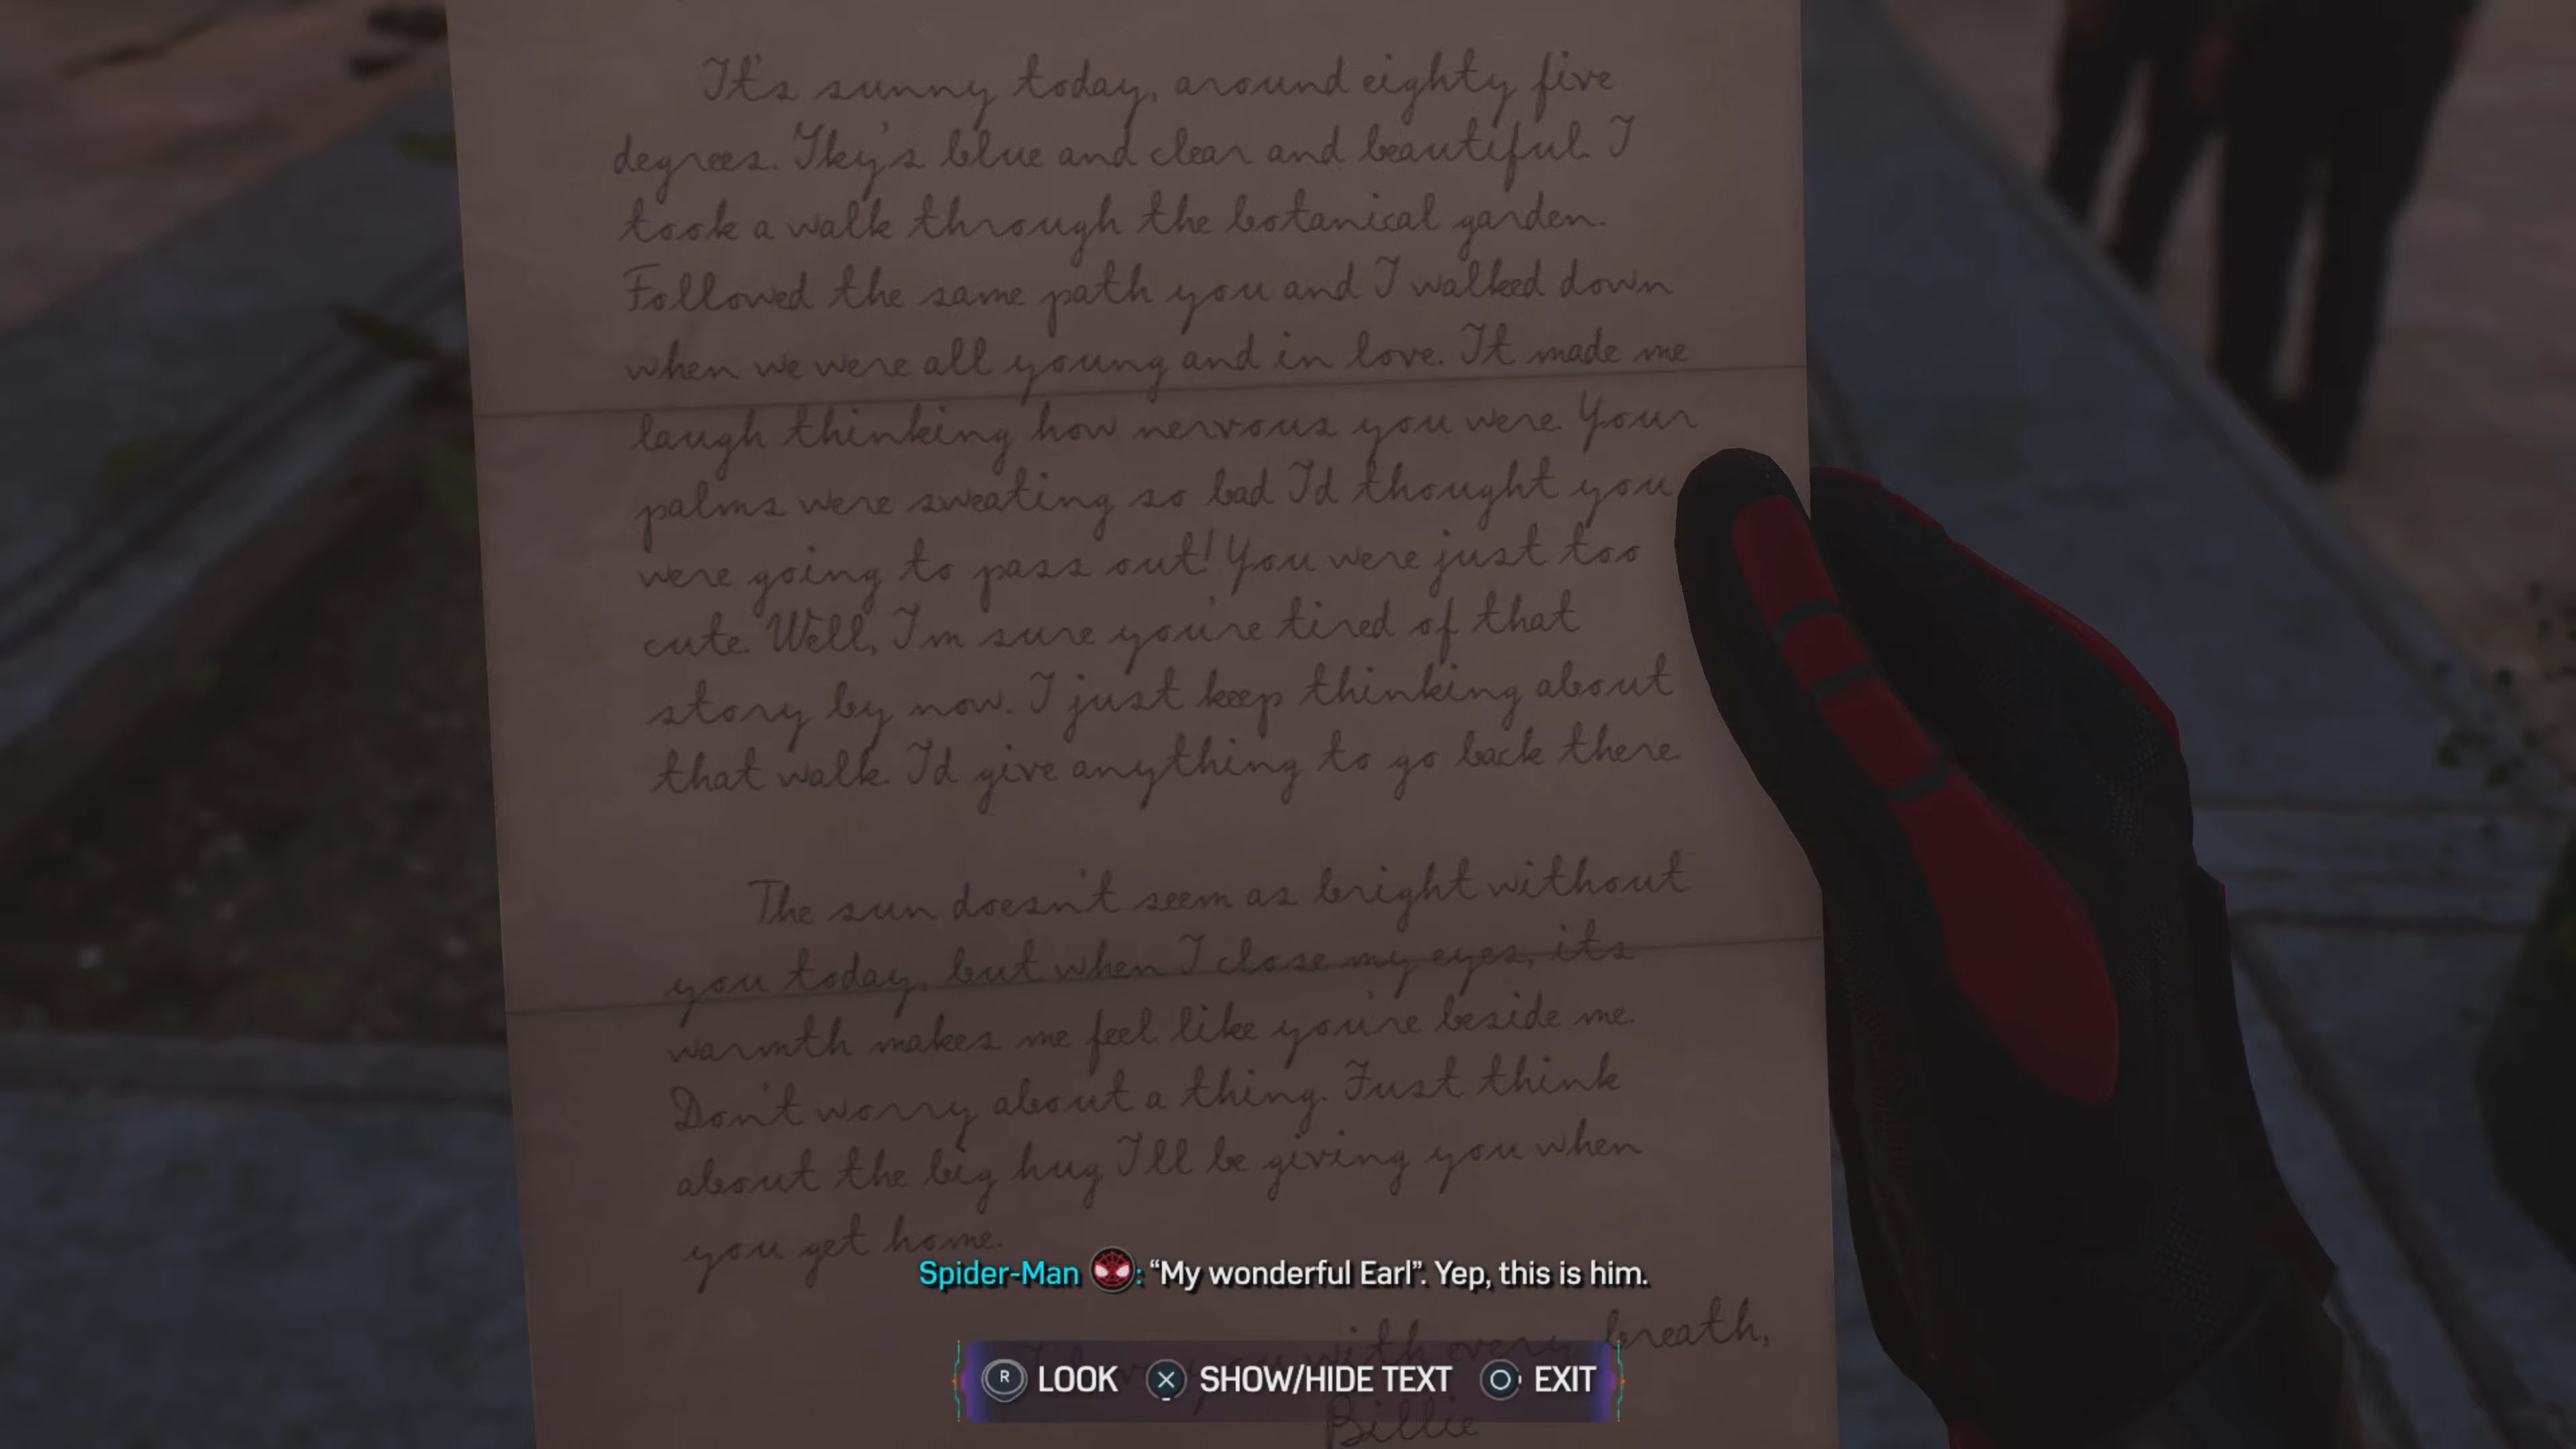 It's sunny today, around eighty five
degrees. Sky's blue and clear and beautiful. I
took a walk through the botanical garden.
Followed the same path you and I walked down
when we were all young and in love. It made me
laugh thinking how nervous you were. Your
palms were sweating so bad I'd thought you
were going to pass out! You were just too
cute. Well, I'm sure you're tired of that
story by now. I just keep thinking about
that walk. I'd give anything to go back there.
The sun doesn't seem as bright without
you today, but when I close my eyes, its
warmth makes me feel like you're beside me.
Don't worry about a thing. Just think
about the big hug I'll be giving you when
you get home.
Spider-Man : “My wonderful Earl”. Yep, this is him.
with every breath,
R LOOK SHOW/HIDE TEXT EXIT
Billie